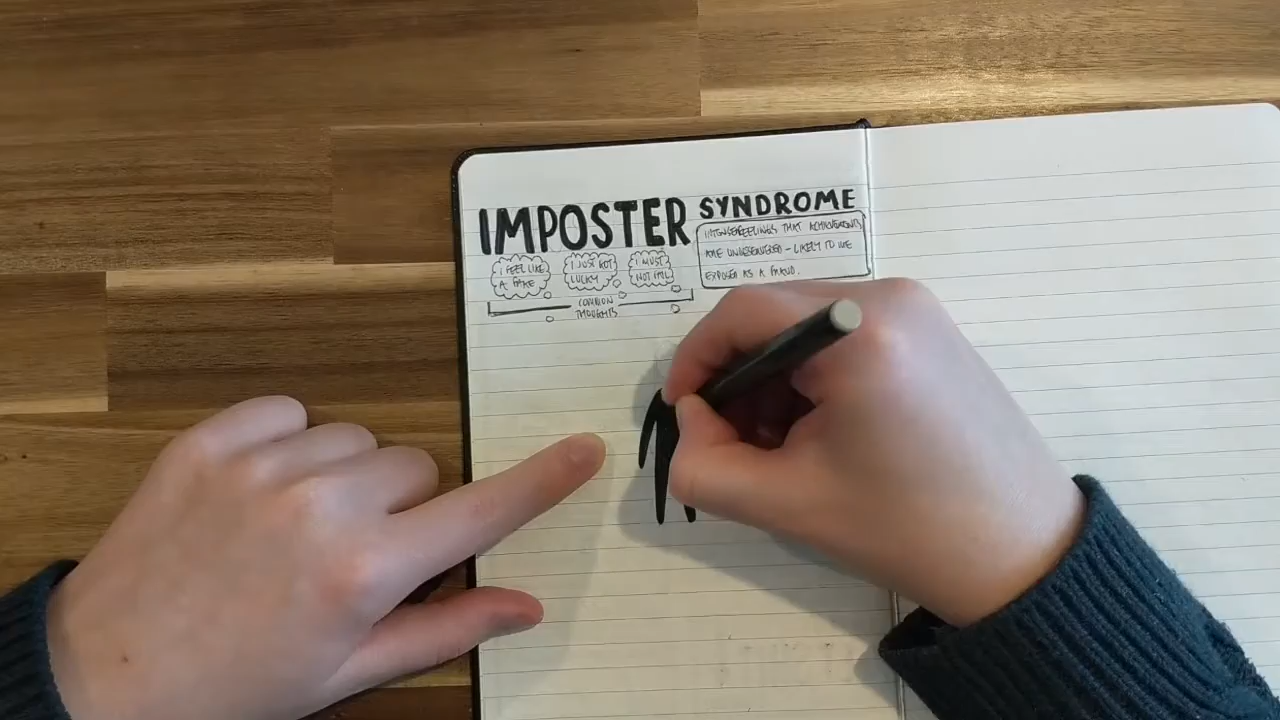 IMPOSTER SYNDROME
INTENSE FEELINGS THAT ACHIEVEMENTS
ARE UNDESERVED - LIKELY TO BE
EXPOSED AS A FRAUD.
I FEEL LIKE
A FAKE
I JUST GOT
LUCKY
I MUST
NOT FAIL
COMMON
THOUGHTS